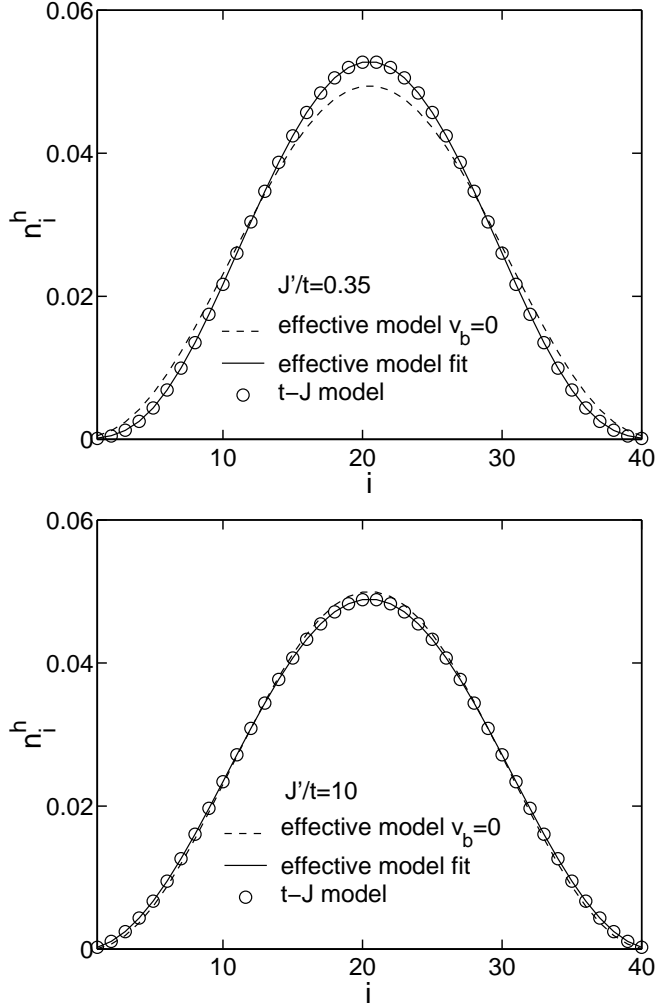 0.06
0.04
n_i^h
0.02
J'/t=0.35
effective model v_b=0
effective model fit
t−J model
0
10 20 30 40
i
0.06
0.04
n_i^h
0.02
J'/t=10
effective model v_b=0
effective model fit
t−J model
0
10 20 30 40
i